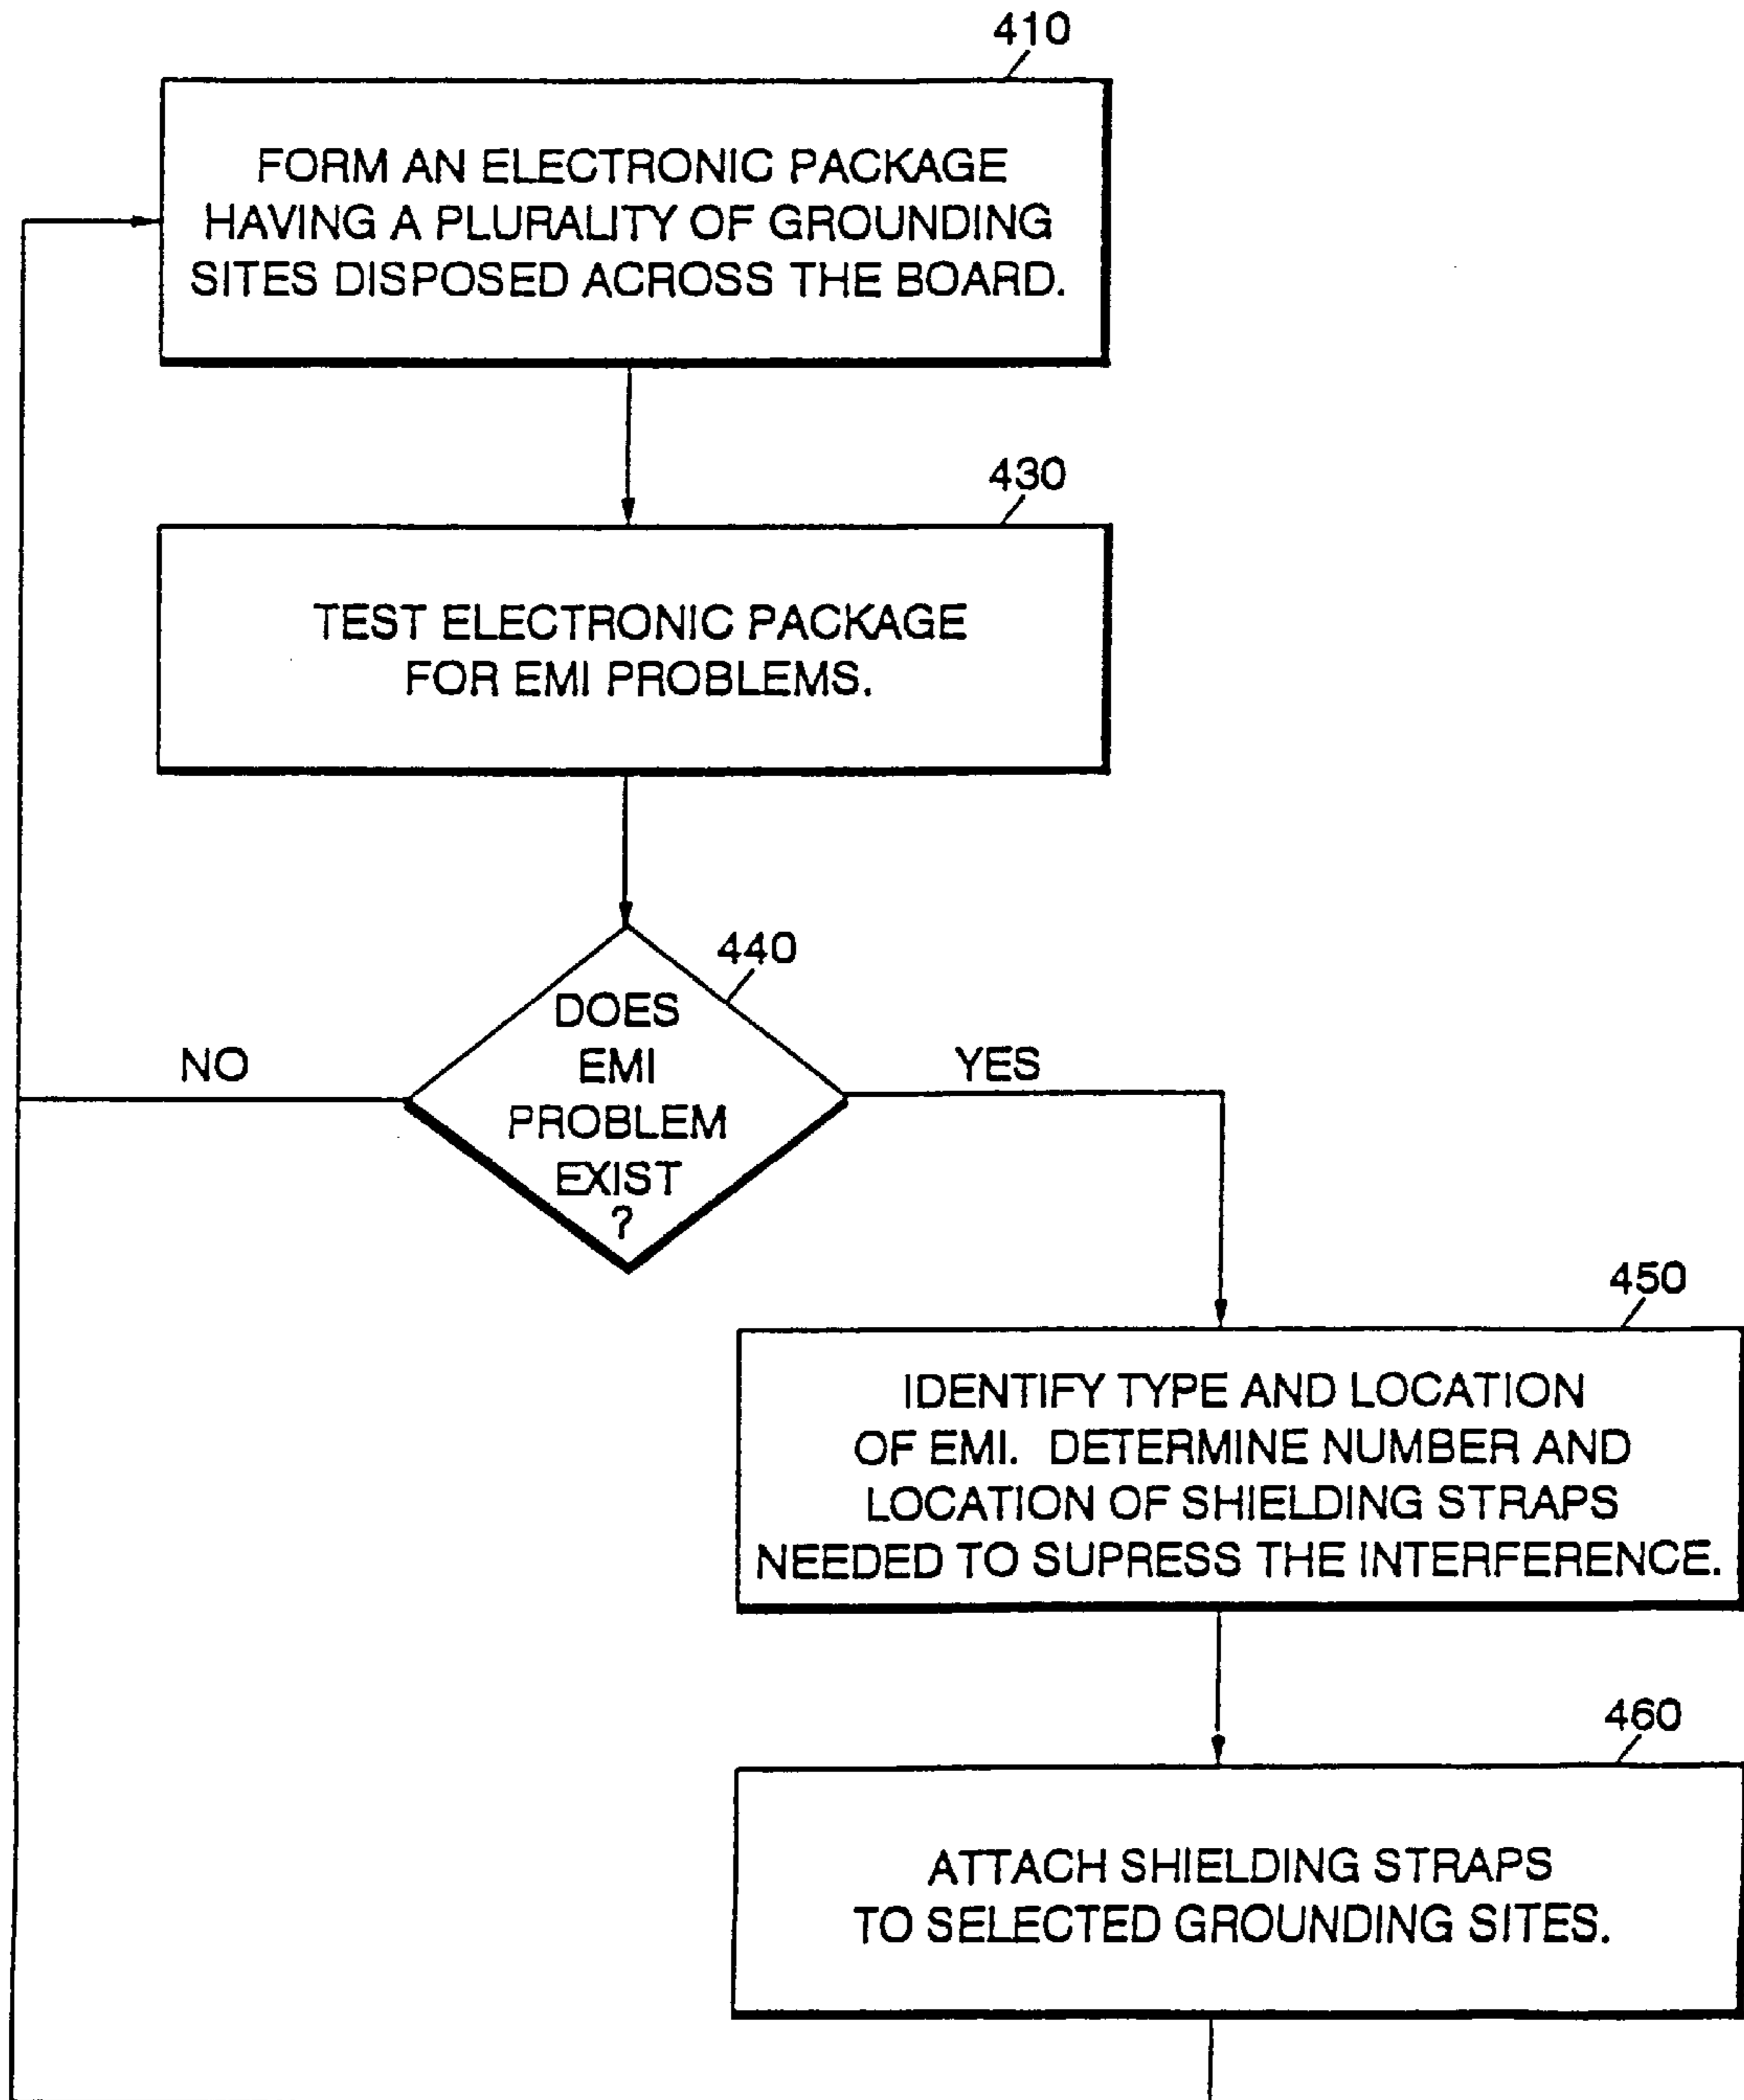 410
FORM AN ELECTRONIC PACKAGE
HAVING A PLURALITY OF GROUNDING
SITES DISPOSED ACROSS THE BOARD.
430
TEST ELECTRONIC PACKAGE
FOR EMI PROBLEMS.
440
DOES
EMI
PROBLEM
EXIST
?
NO
YES
450
IDENTIFY TYPE AND LOCATION
OF EMI. DETERMINE NUMBER AND
LOCATION OF SHIELDING STRAPS
NEEDED TO SUPRESS THE INTERFERENCE.
460
ATTACH SHIELDING STRAPS
TO SELECTED GROUNDING SITES.